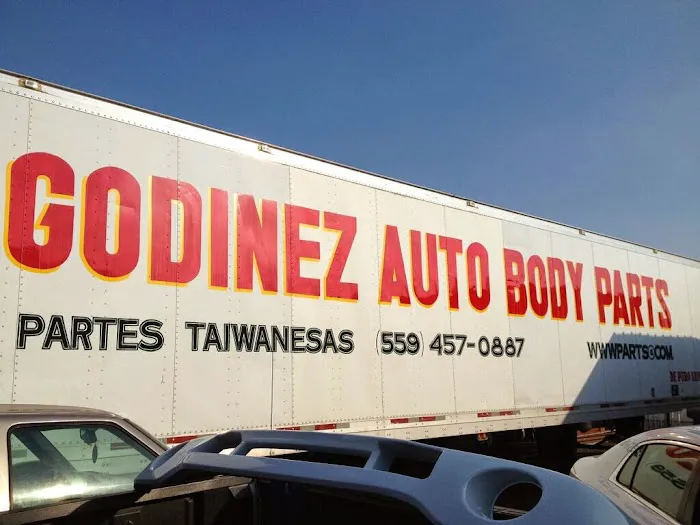 GODINEZ AUTO BODY PARTS
PARTES TAIWANESAS (559) 457-0887 WWWPARTS@.COM